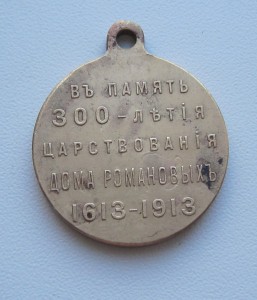 ВЪ ПАМЯТЬ
300-ЛѢТІЯ
ЦАРСТВОВАНІЯ
ДОМА РОМАНОВЫХЪ
1613-1913